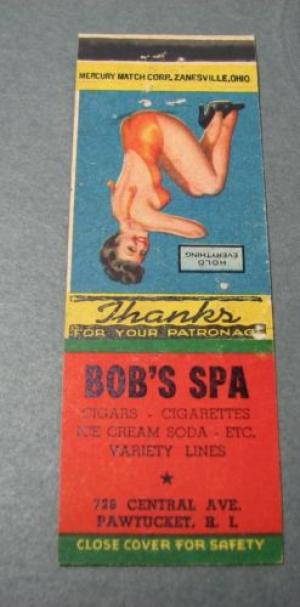 MERCURY MATCH CORP. ZANESVILLE, OHIO
HOLD
EVERYTHING
Thanks
FOR YOUR PATRONAGE
BOB'S SPA
CIGARS - CIGARETTES
ICE CREAM SODA - ETC.
VARIETY LINES
728 CENTRAL AVE.
PAWTUCKET, R. I.
CLOSE COVER FOR SAFETY